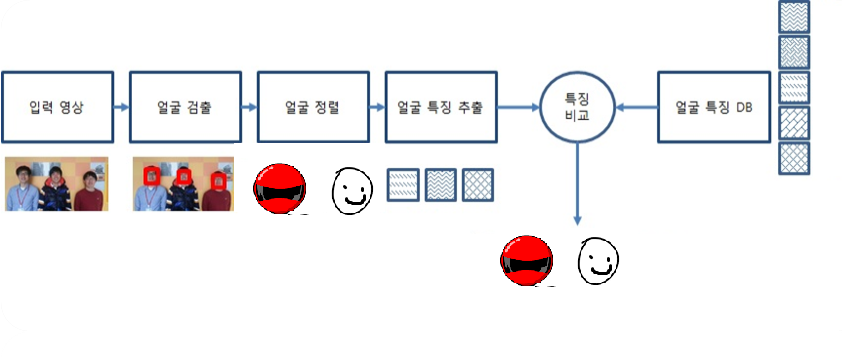 입력 영상
얼굴 검출
얼굴 정렬
얼굴 특징 추출
특징
비교
얼굴 특징 DB